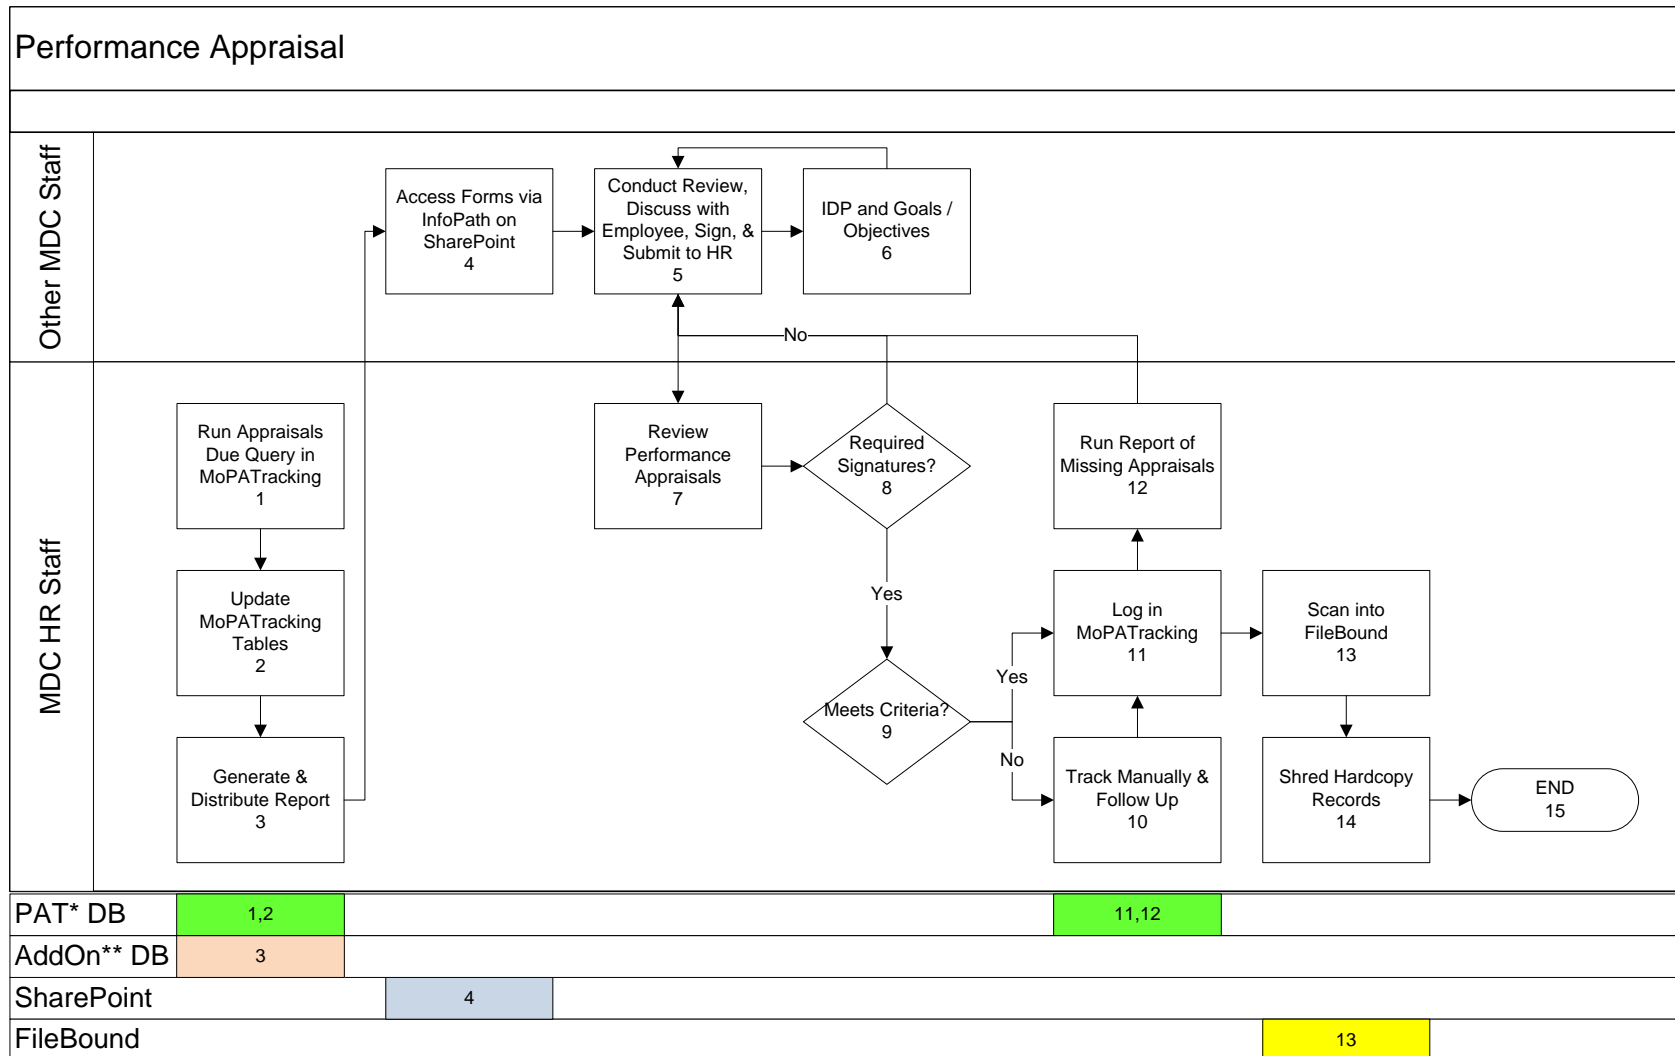 Performance Appraisal
Other MDC Staff
Access Forms via
InfoPath on
SharePoint
4
Conduct Review,
Discuss with
Employee, Sign, &
Submit to HR
5
IDP and Goals /
Objectives
6
No
MDC HR Staff
Run Appraisals
Due Query in
MoPATracking
1
Update
MoPATracking
Tables
2
Generate &
Distribute Report
3
Review
Performance
Appraisals
7
Required
Signatures?
8
Yes
Meets Criteria?
9
Yes
No
Run Report of
Missing Appraisals
12
Log in
MoPATracking
11
Track Manually &
Follow Up
10
Scan into
FileBound
13
Shred Hardcopy
Records
14
END
15
PAT* DB
1,2
11,12
AddOn** DB
3
SharePoint
4
FileBound
13